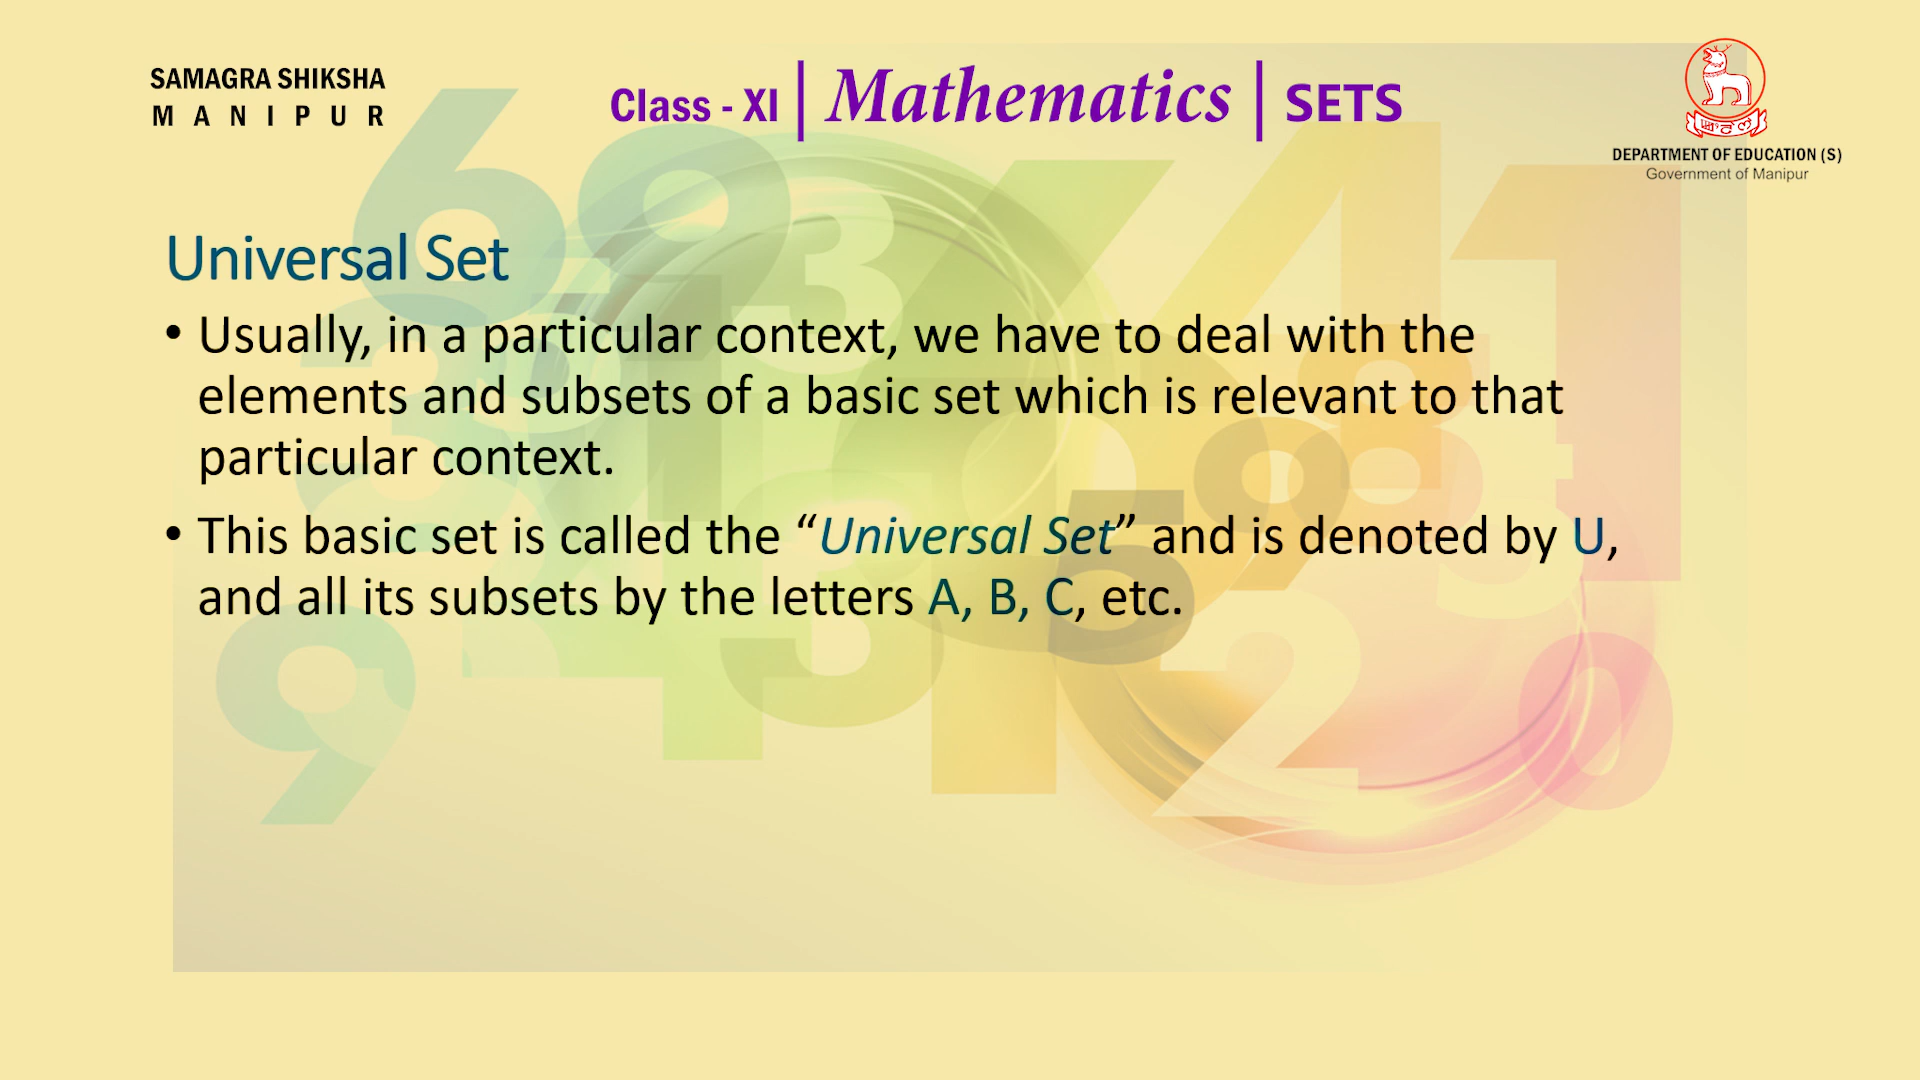 SAMAGRA SHIKSHA
MANIPUR
Class - XI | Mathematics | SETS
DEPARTMENT OF EDUCATION (S)
Government of Manipur
Universal Set
• Usually, in a particular context, we have to deal with the
elements and subsets of a basic set which is relevant to that
particular context.
• This basic set is called the “Universal Set” and is denoted by U,
and all its subsets by the letters A, B, C, etc.